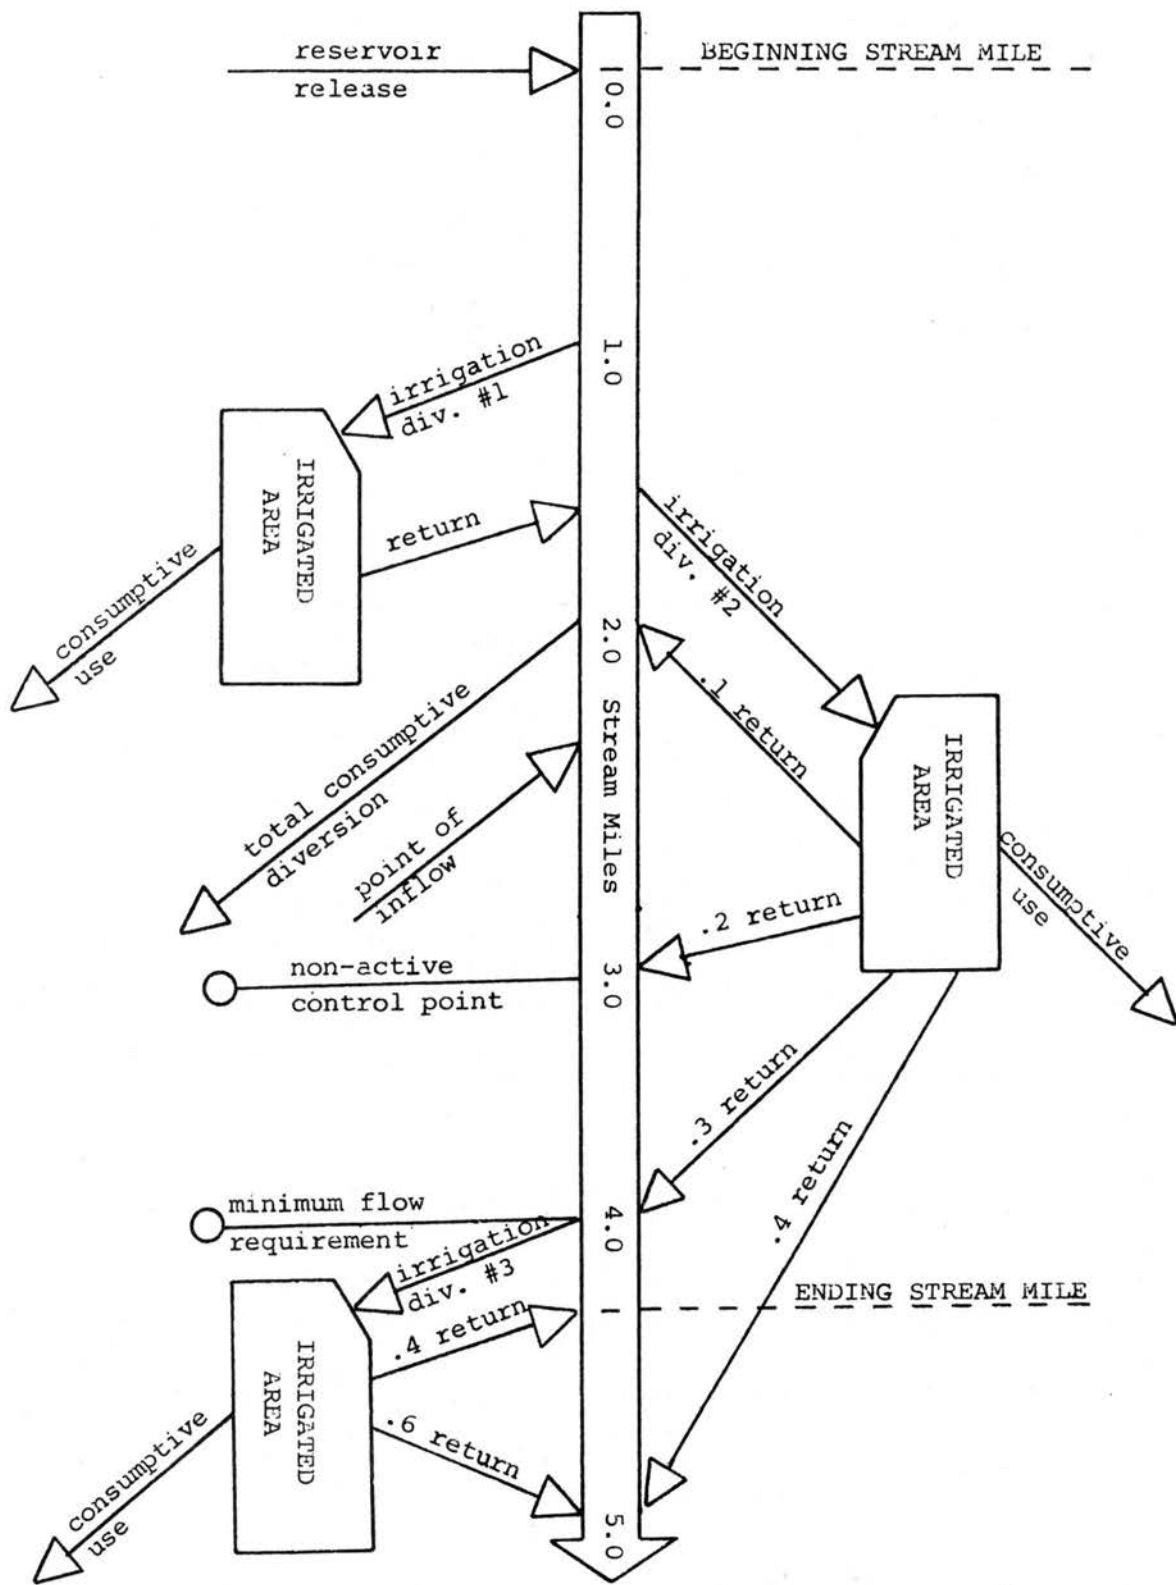 reservoir
release
BEGINNING STREAM MILE
0.0
1.0
irrigation
div. #1
IRRIGATED
AREA
return
consumptive
use
irrigation
div. #2
2.0
Stream Miles
.1 return
total consumptive
diversion
point of
inflow
IRRIGATED
AREA
consumptive
use
.2 return
non-active
control point
3.0
.3 return
.4 return
minimum flow
requirement
4.0
irrigation
div. #3
ENDING STREAM MILE
.4 return
IRRIGATED
AREA
.6 return
consumptive
use
5.0